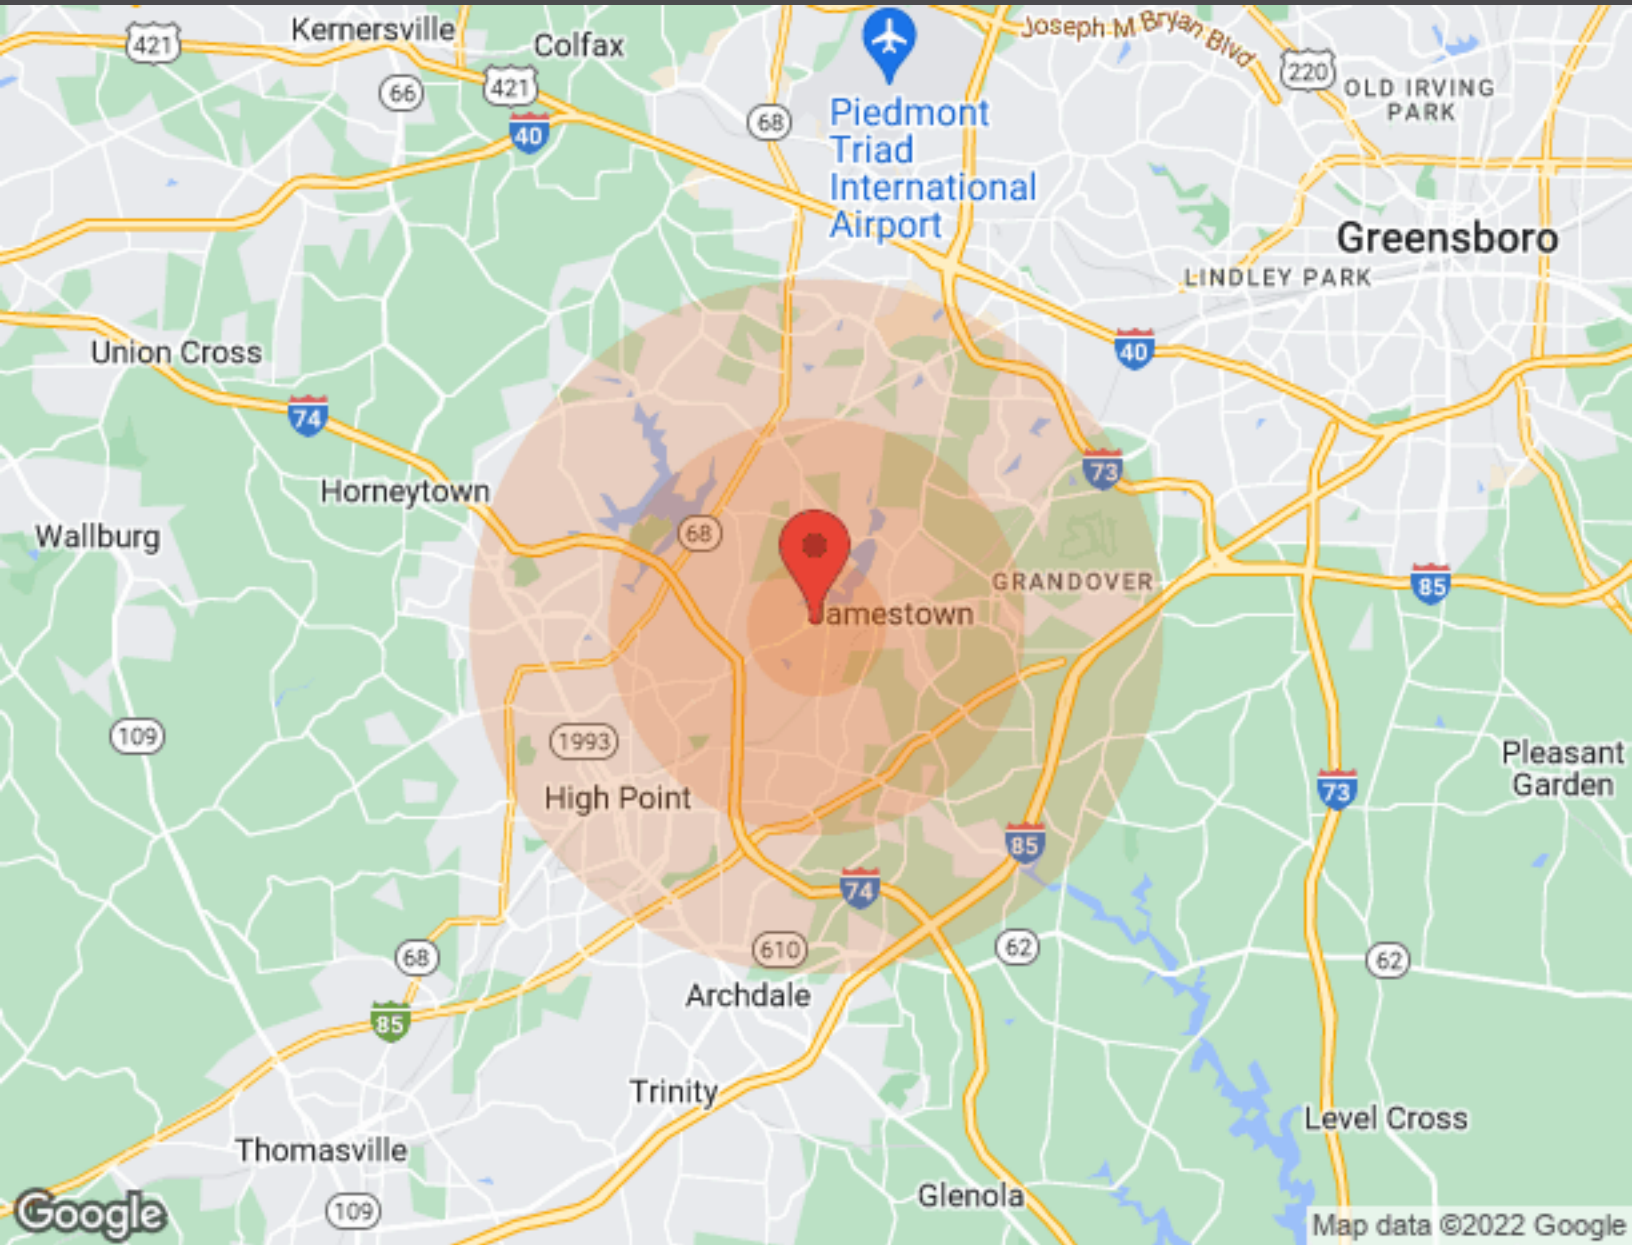 Kernersville
Colfax
Joseph M Bryan Blvd
421
220
OLD IRVING
PARK
66
421
68
40
Piedmont
Triad
International
Airport
Greensboro
LINDLEY PARK
Union Cross
40
74
73
Horneytown
Wallburg
68
GRANDOVER
85
Jamestown
109
1993
Pleasant
Garden
High Point
73
85
74
610
62
62
68
Archdale
85
Trinity
Level Cross
Thomasville
Glenola
109
Google
Map data ©2022 Google